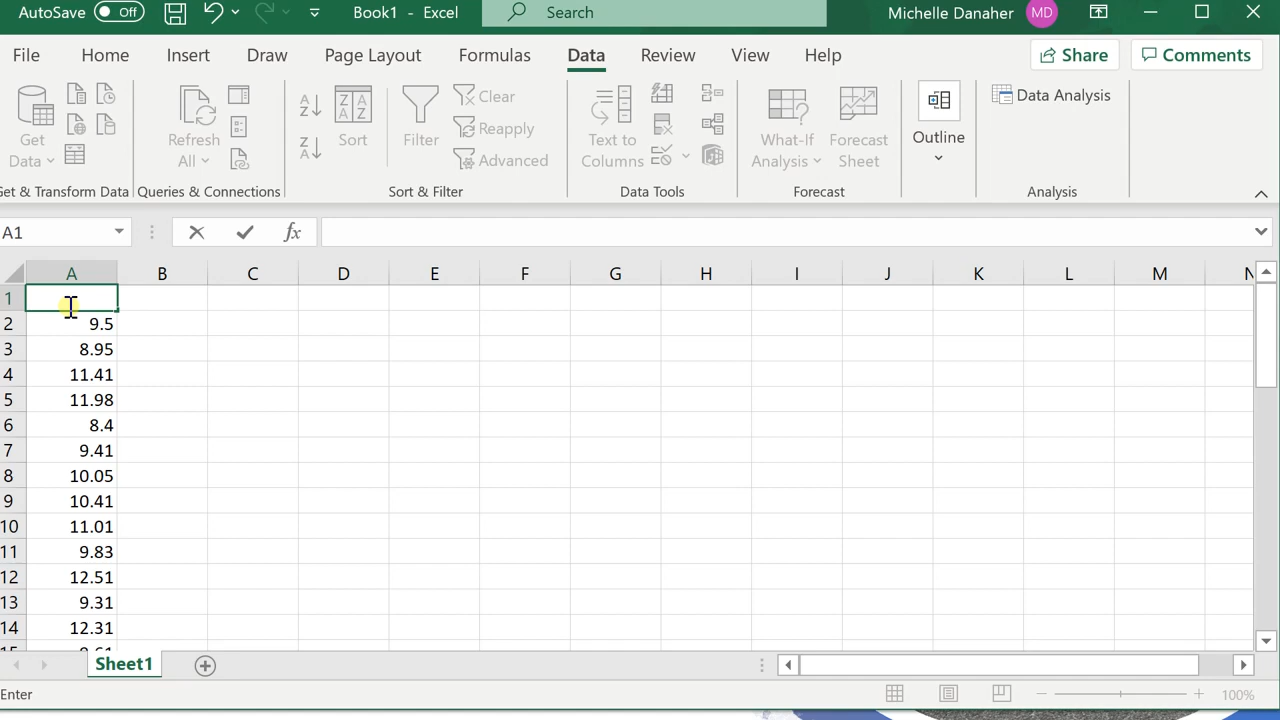 AutoSave Off Book1 - Excel Search Michelle Danaher MD
File Home Insert Draw Page Layout Formulas Data Review View Help Share Comments
Get Data
Refresh All
A Z Z A Sort
Z A A Z
Filter
Clear
Reapply
Advanced
Text to Columns
What-If Analysis
Forecast Sheet
Outline
Data Analysis
Get & Transform Data Queries & Connections Sort & Filter Data Tools Forecast Analysis
A1 fx
A B C D E F G H I J K L M N
1
2 9.5
3 8.95
4 11.41
5 11.98
6 8.4
7 9.41
8 10.05
9 10.41
10 11.01
11 9.83
12 12.51
13 9.31
14 12.31
Sheet1
Enter 100%